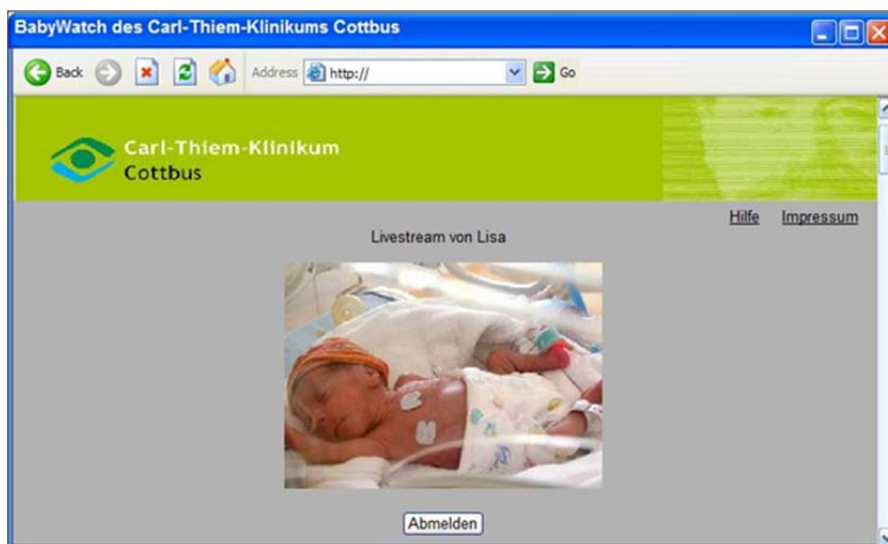 BabyWatch des Carl-Thiem-Klinikums Cottbus
Back Address http:// Go
Carl-Thiem-Klinikum
Cottbus
Hilfe Impressum
Livestream von Lisa
Abmelden